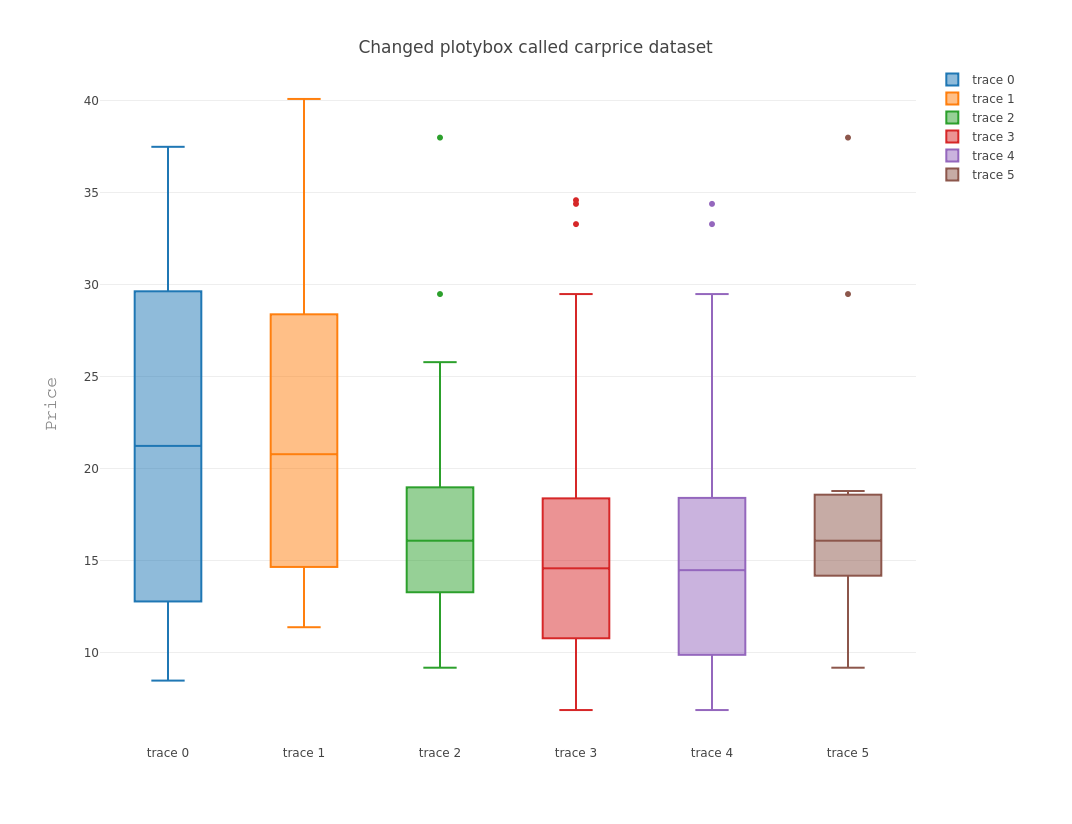 Changed plotybox called carprice dataset
trace 0
trace 1
trace 2
trace 3
trace 4
trace 5
Price
40
35
30
25
20
15
10
trace 0
trace 1
trace 2
trace 3
trace 4
trace 5